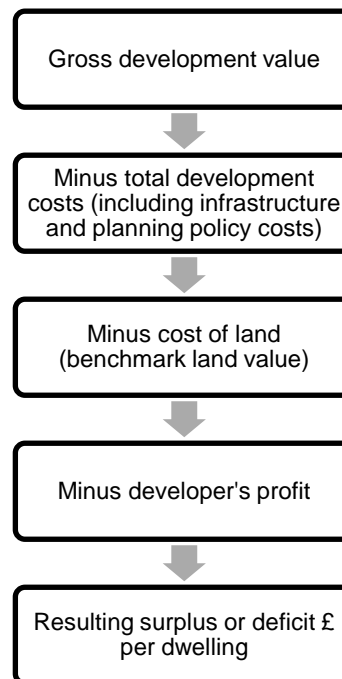 Gross development value
Minus total development
costs (including infrastructure
and planning policy costs)
Minus cost of land
(benchmark land value)
Minus developer's profit
Resulting surplus or deficit £
per dwelling